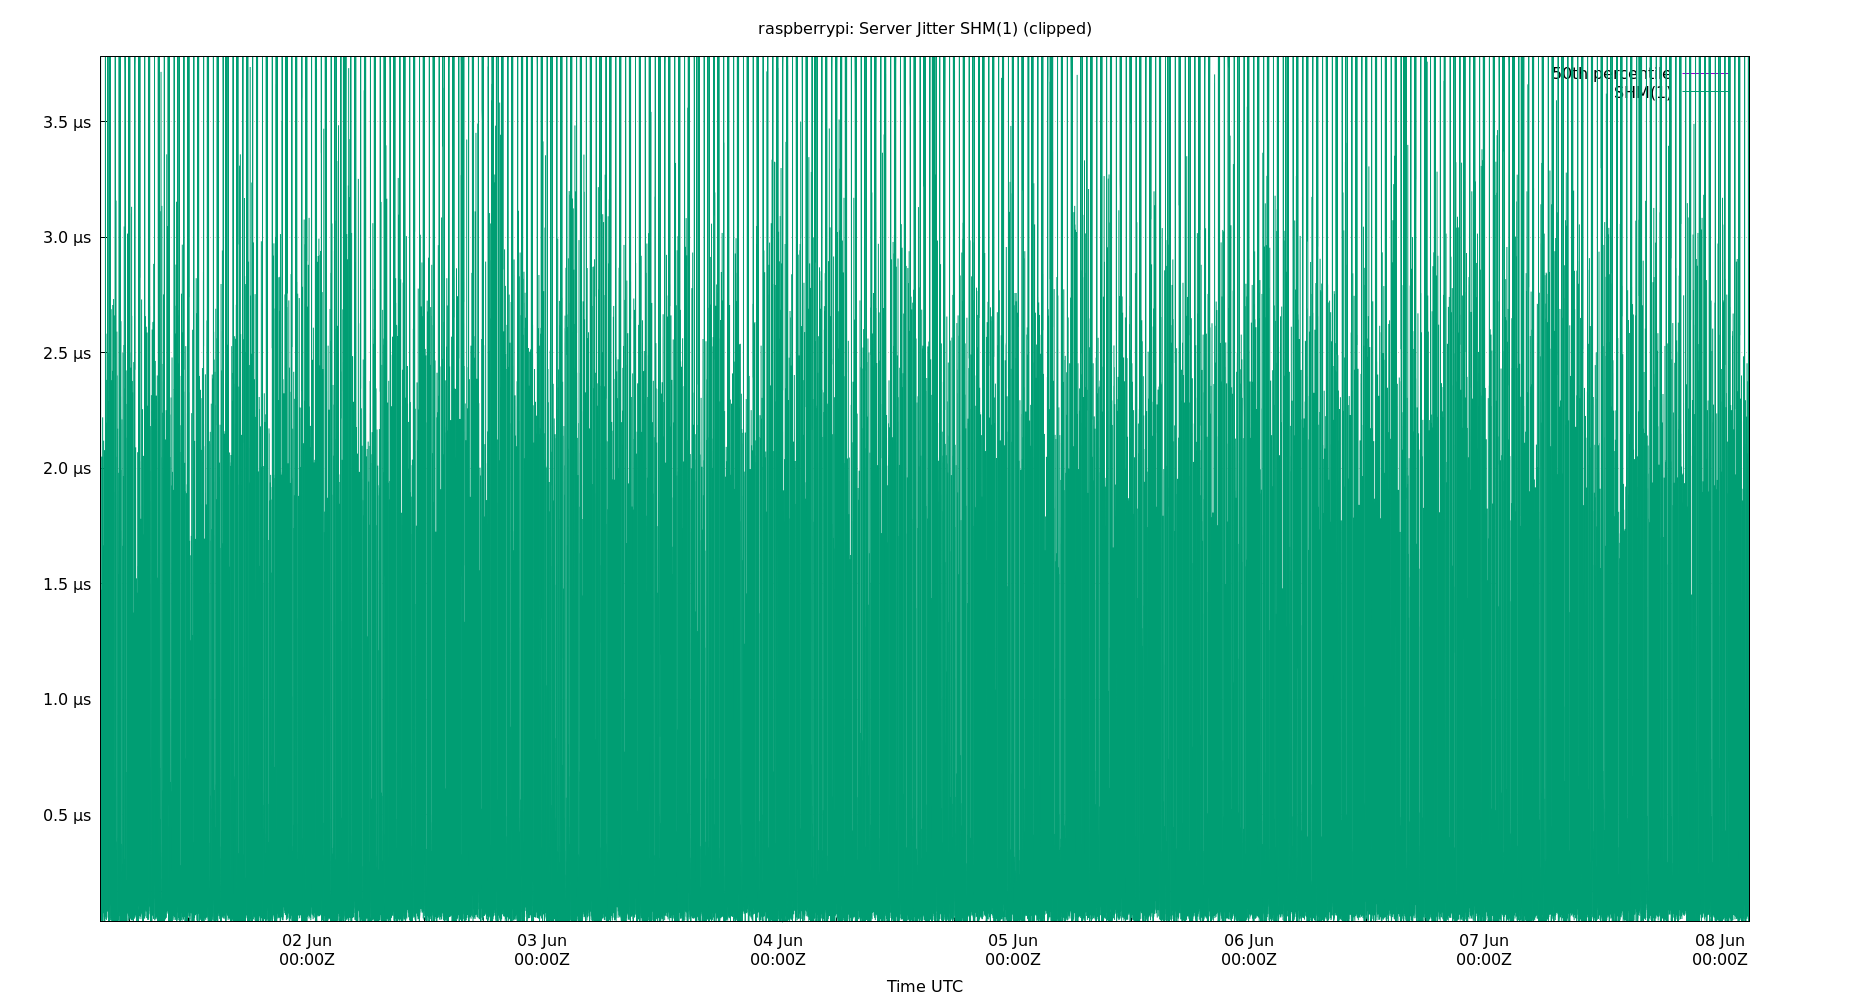 raspberrypi: Server Jitter SHM(1) (clipped)
50th percentile
SHM(1)
3.5 µs
3.0 µs
2.5 µs
2.0 µs
1.5 µs
1.0 µs
0.5 µs
02 Jun 03 Jun 04 Jun 05 Jun 06 Jun 07 Jun 08 Jun
00:00Z 00:00Z 00:00Z 00:00Z 00:00Z 00:00Z 00:00Z
Time UTC